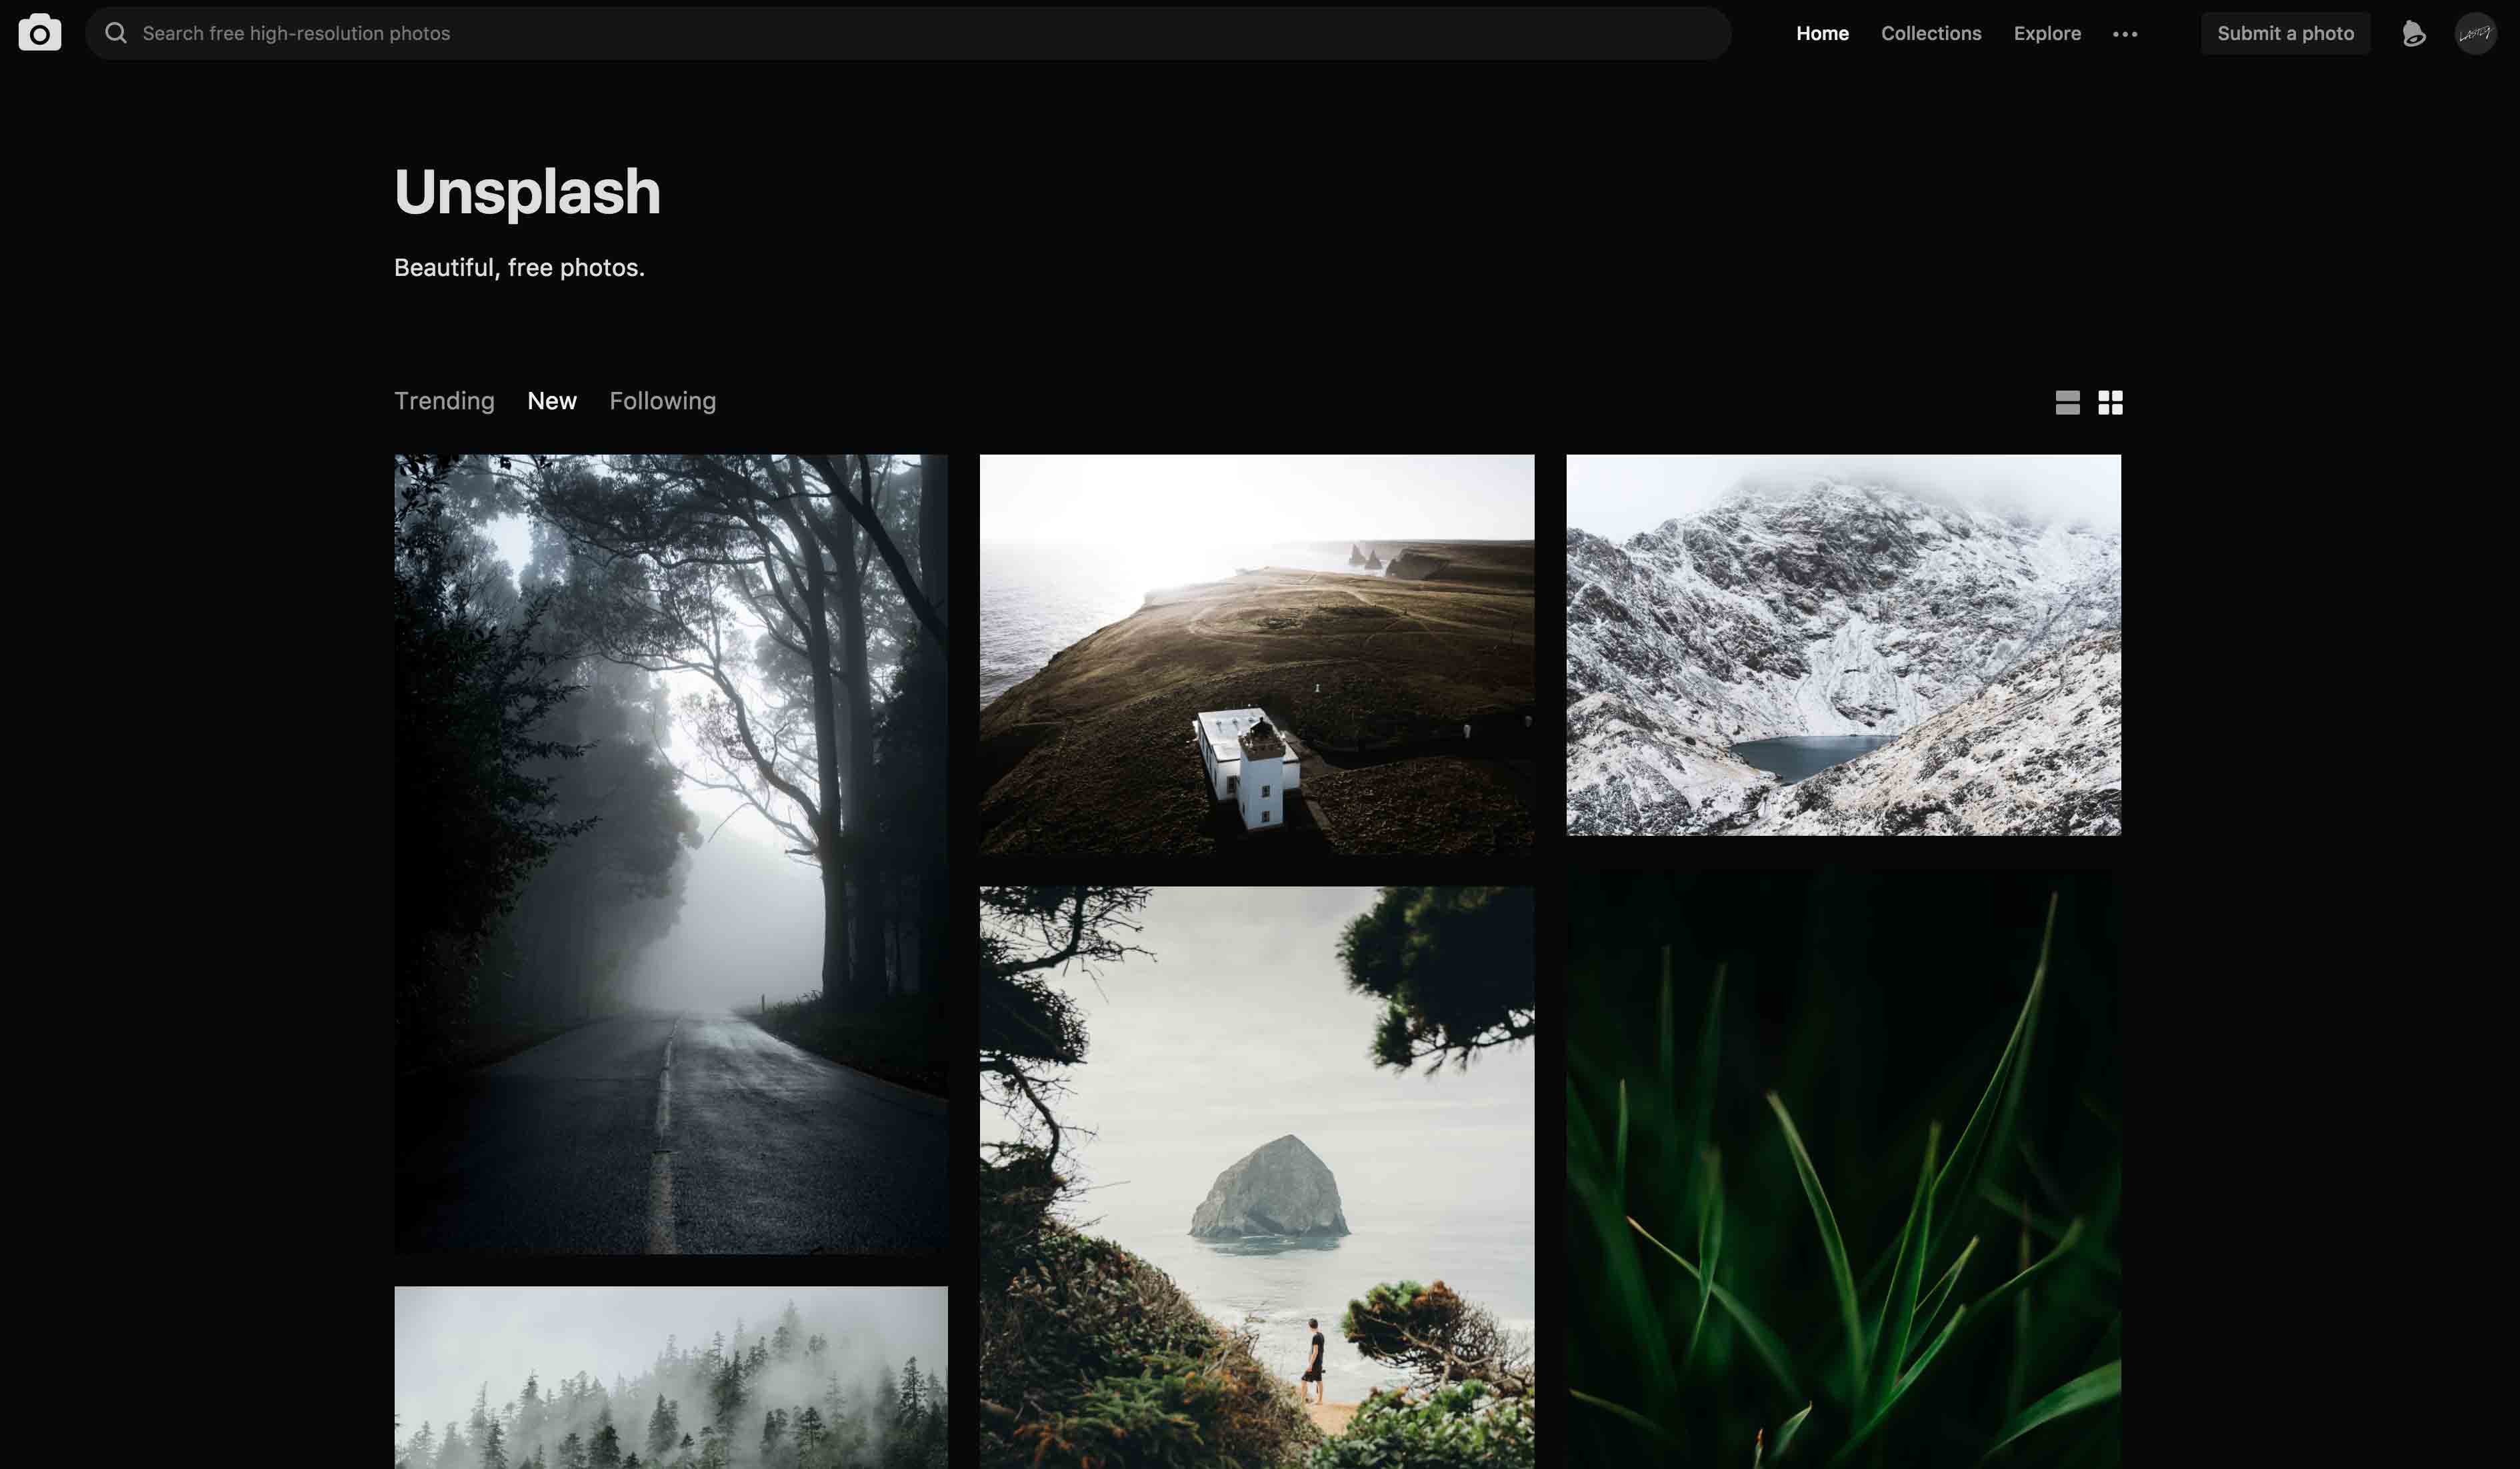 Search free high-resolution photos
Home Collections Explore
Submit a photo
Unsplash
Beautiful, free photos.
Trending New Following